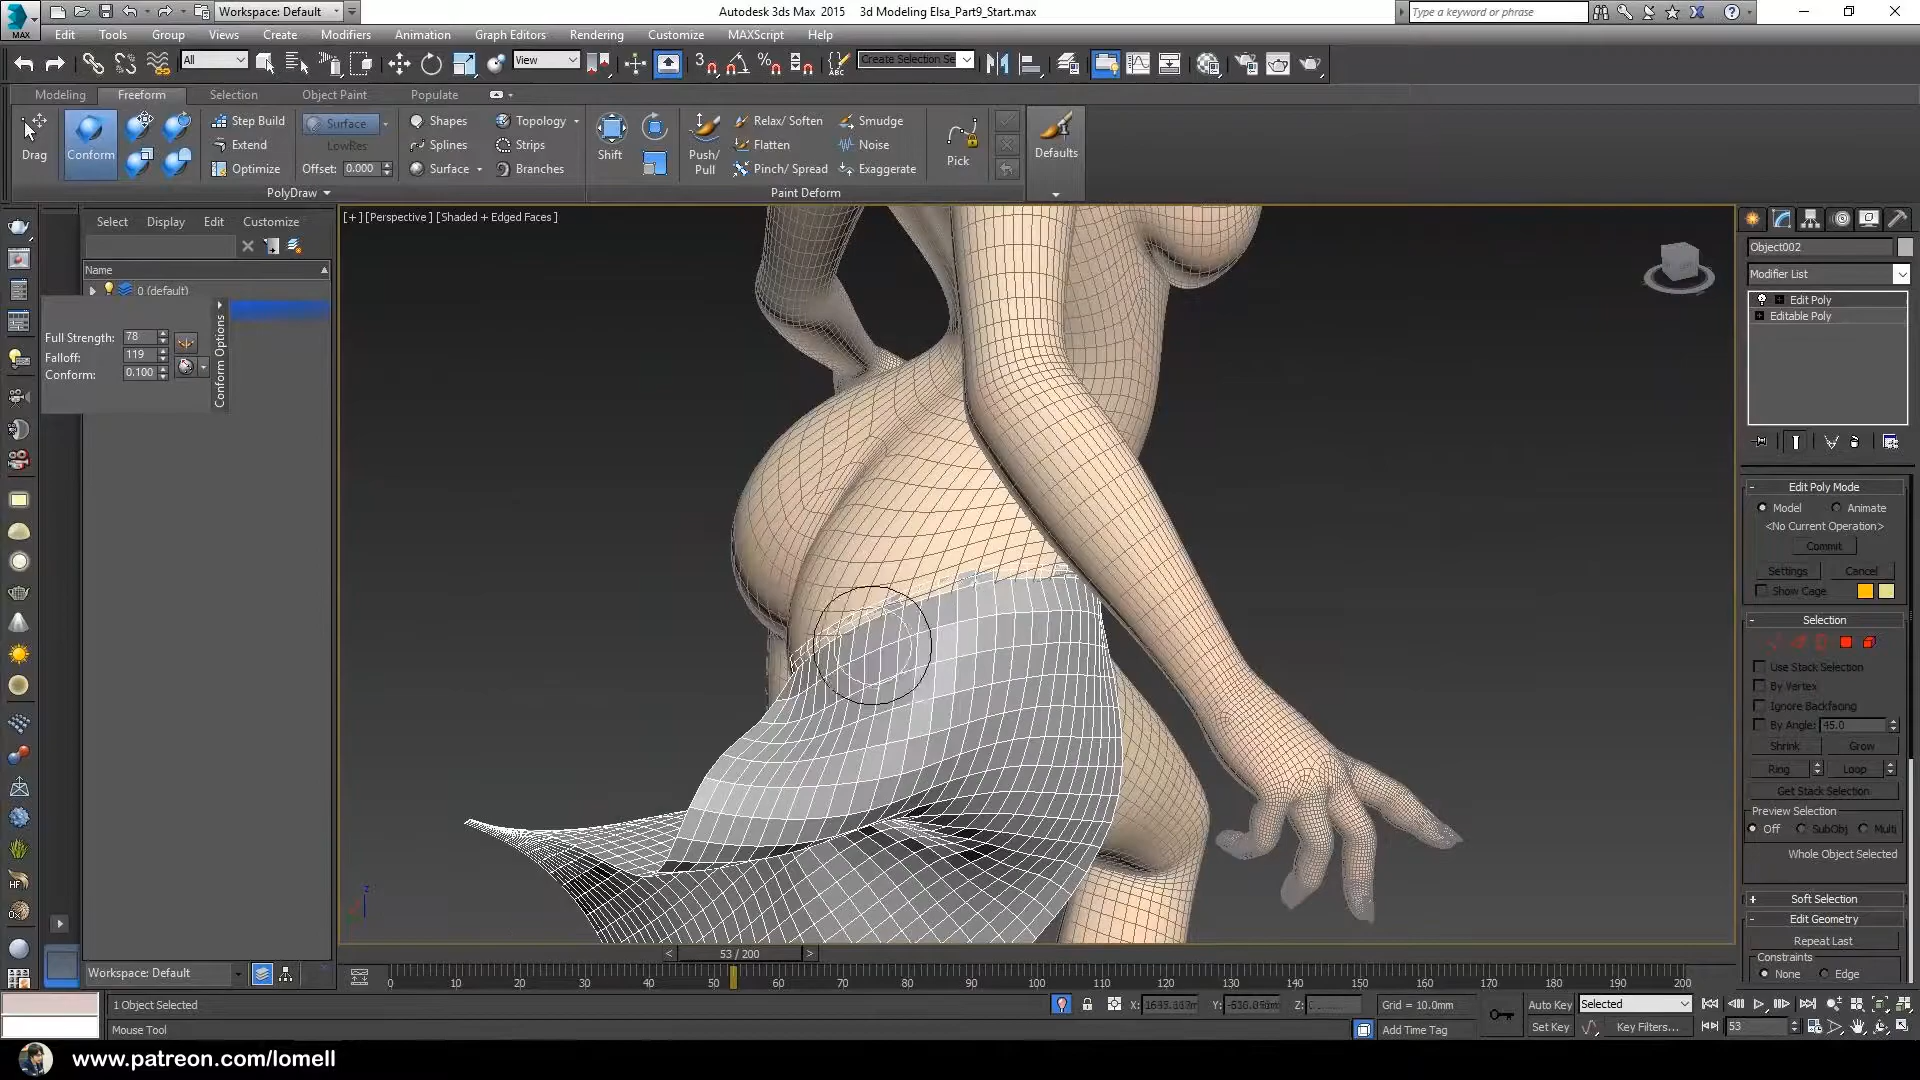 Workspace: Default
Autodesk 3ds Max 2015    3d Modeling Elsa_Part9_Start.max
Type a keyword or phrase
MAX
Edit Tools Group Views Create Modifiers Animation Graph Editors Rendering Customize MAXScript Help
All
View
Create Selection Se
Modeling Freeform Selection Object Paint Populate
Drag
Conform
Step Build
Extend
Optimize
Surface
LowRes
Offset: 0.000
Shapes
Splines
Surface
Topology
Strips
Branches
PolyDraw
Shift
Push/
Pull
Relax/ Soften
Flatten
Pinch/ Spread
Smudge
Noise
Exaggerate
Paint Deform
Pick
Defaults
Select Display Edit Customize
Name
0 (default)
Full Strength: 78
Falloff: 119
Conform: 0.100
Conform Options
[+] [Perspective] [Shaded + Edged Faces]
Object002
Modifier List
Edit Poly
Editable Poly
Edit Poly Mode
Model Animate
<No Current Operation>
Commit
Settings Cancel
Show Cage
Selection
Use Stack Selection
By Vertex
Ignore Backfacing
By Angle: 45.0
Shrink Grow
Ring Loop
Get Stack Selection
Preview Selection
Off SubObj Multi
Whole Object Selected
Soft Selection
Edit Geometry
Repeat Last
Constraints
None Edge
z
HF
Ox
Workspace: Default
< 53 / 200 >
0 10 20 30 40 50 60 70 80 90 100 110 120 130 140 150 160 170 180 190 200
1 Object Selected
X:
Y:
Z:
Grid = 10.0mm
Auto Key
Selected
Mouse Tool
Add Time Tag
Set Key
Key Filters...
53
www.patreon.com/lomell